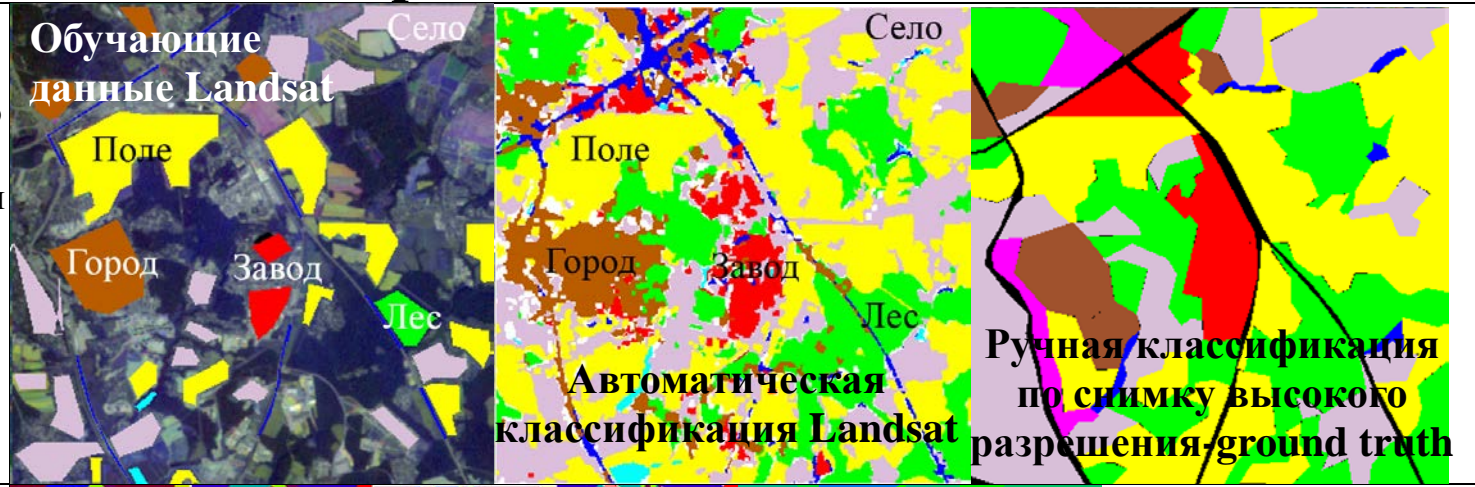 Обучающие
данные Landsat
Село
Поле
Город
Завод
Лес
Село
Поле
Город
Завод
Лес
Автоматическая
классификация Landsat
Ручная классификация
по снимку высокого
разрешения-ground truth